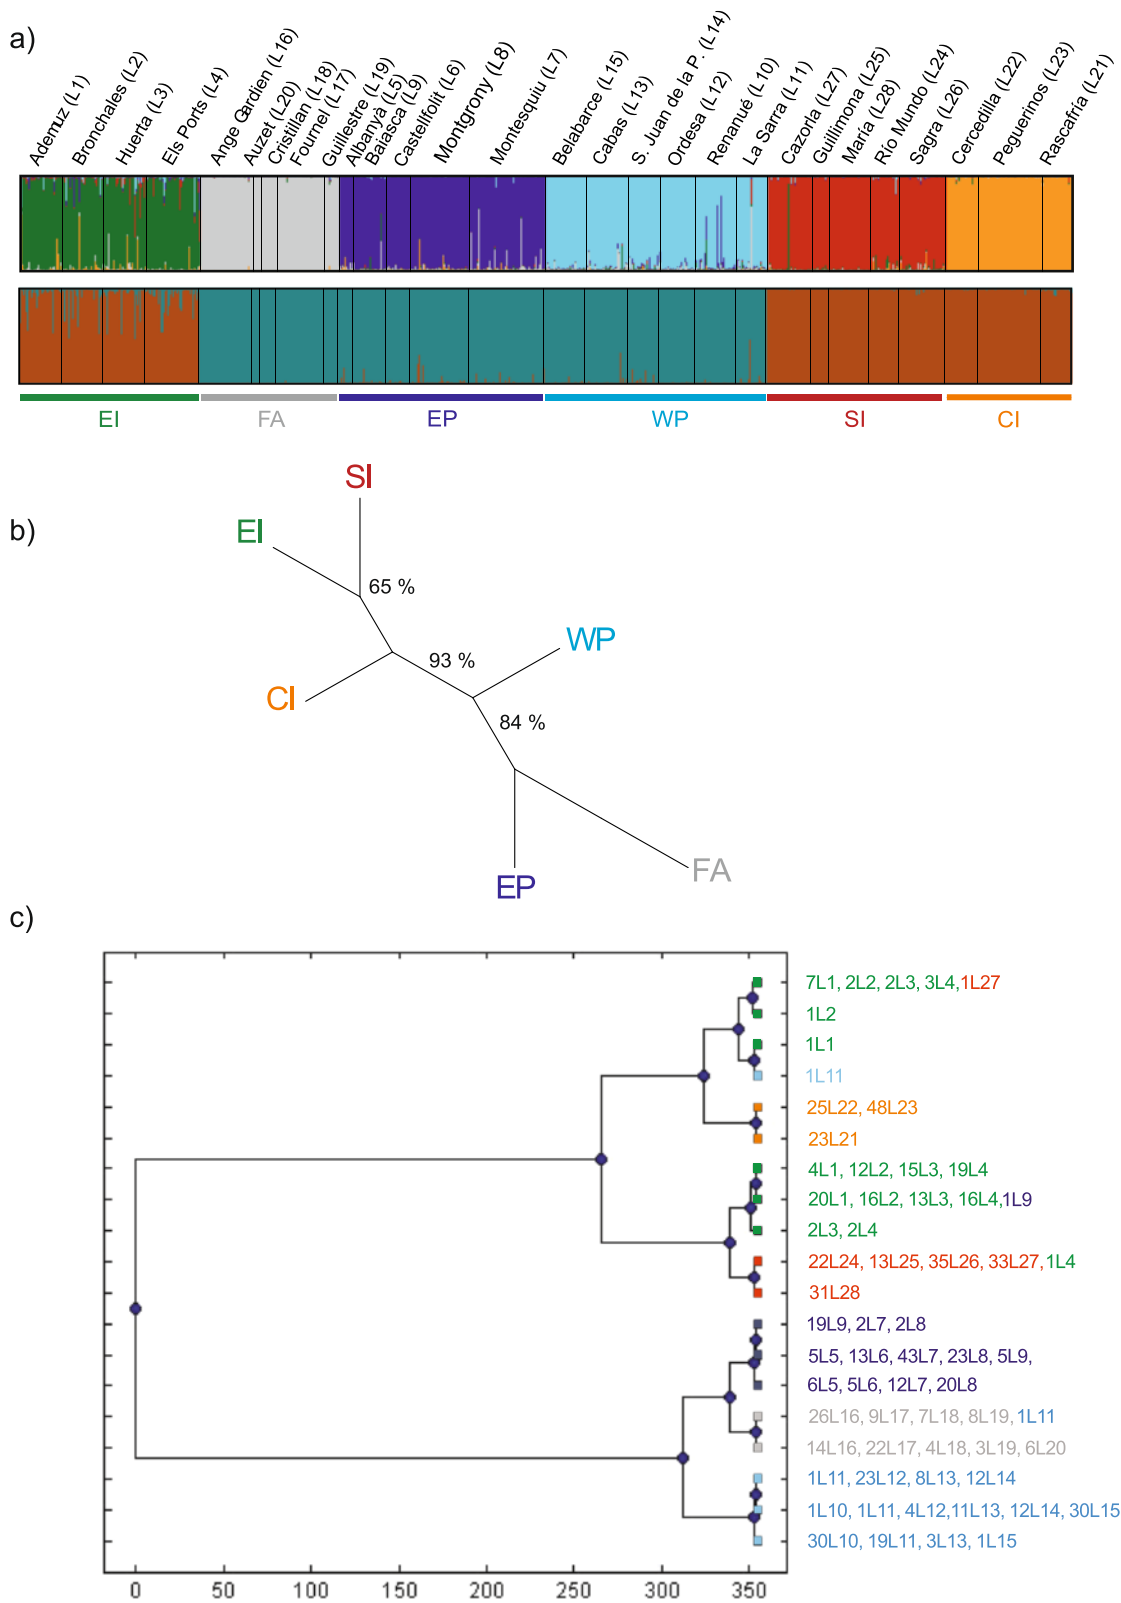 a)
Ademuz (L1)
Bronchales (L2)
Huerta (L3)
Els Ports (L4)
Ange Gardien (L16)
Auzet (L20)
Cristillan (L18)
Fournel (L17)
Guillestre (L19)
Albanyà (L5)
Baiasca (L9)
Castellfollit (L6)
Montgrony (L8)
Montesquiu (L7)
Belabarce (L15)
Cabas (L13)
S. Juan de la P. (L14)
Ordesa (L12)
Renanué (L10)
La Sarra (L11)
Cazorla (L27)
Guillimona (L25)
María (L28)
Río Mundo (L24)
Sagra (L26)
Cercedilla (L22)
Peguerinos (L23)
Rascafría (L21)
EI FA EP WP SI CI
b)
SI
EI
65 %
WP
93 %
CI
84 %
FA
EP
c)
7L1, 2L2, 2L3, 3L4,1L27
1L2
1L1
1L11
25L22, 48L23
23L21
4L1, 12L2, 15L3, 19L4
20L1, 16L2, 13L3, 16L4,1L9
2L3, 2L4
22L24, 13L25, 35L26, 33L27,1L4
31L28
19L9, 2L7, 2L8
5L5, 13L6, 43L7, 23L8, 5L9,
6L5, 5L6, 12L7, 20L8
26L16, 9L17, 7L18, 8L19, 1L11
14L16, 22L17, 4L18, 3L19, 6L20
1L11, 23L12, 8L13, 12L14
1L10, 1L11, 4L12,11L13, 12L14, 30L15
30L10, 19L11, 3L13, 1L15
0 50 100 150 200 250 300 350